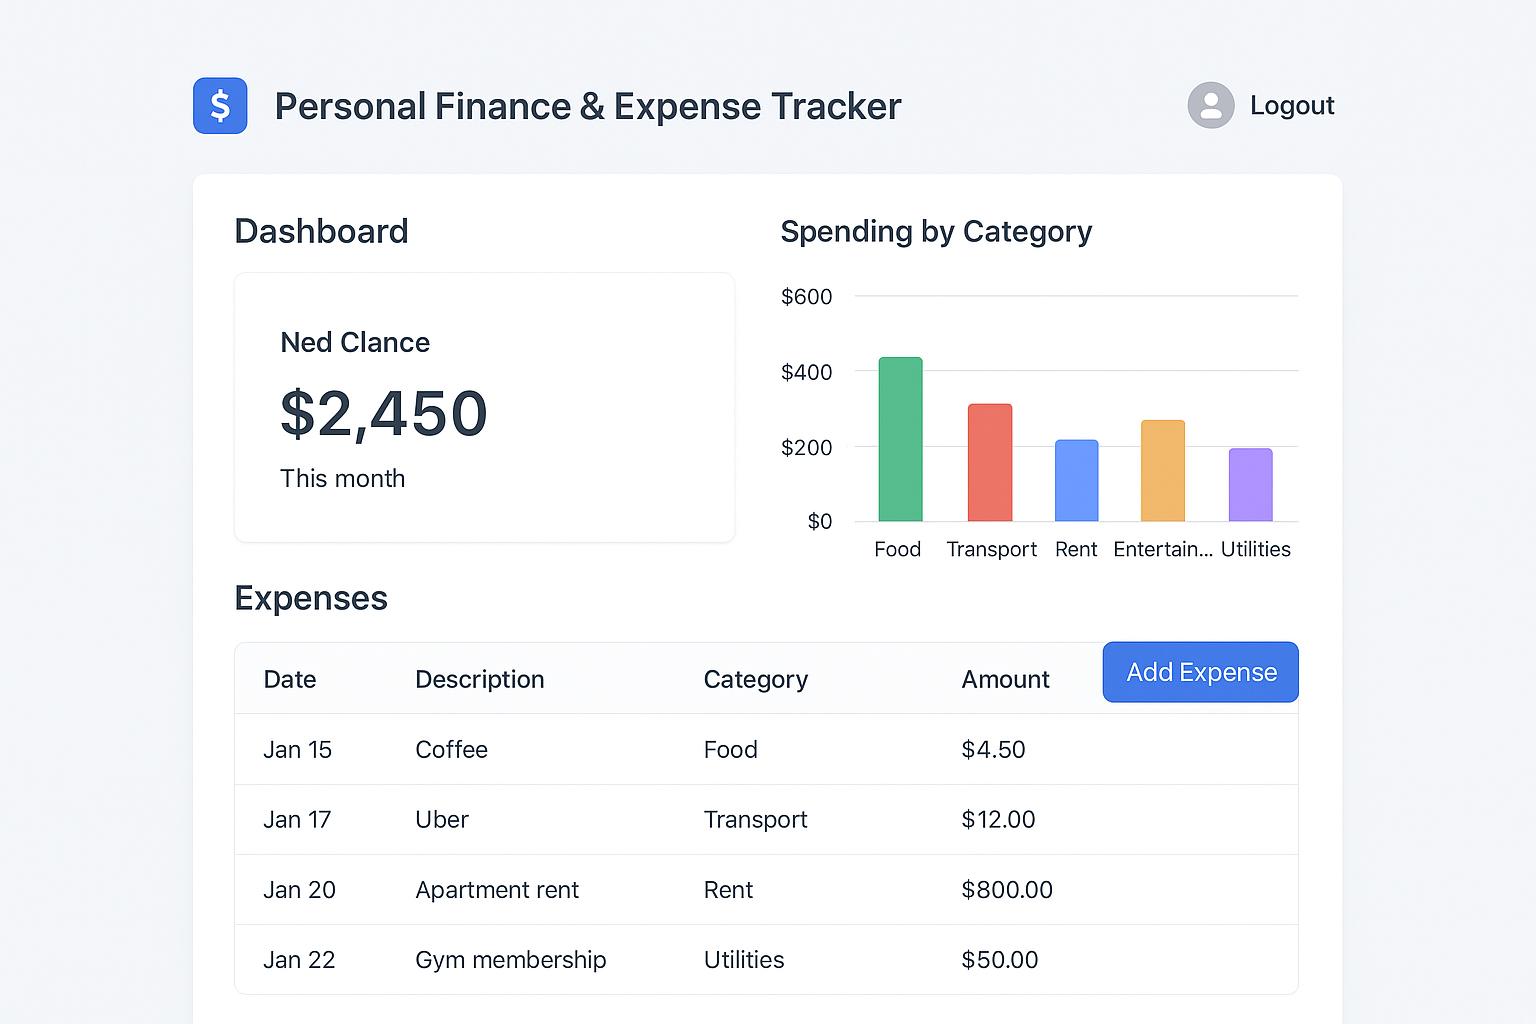 $ Personal Finance & Expense Tracker
Logout
Dashboard
Ned Clance
$2,450
This month
Spending by Category
$600
$400
$200
$0
Food Transport Rent Entertain... Utilities
Expenses
Date Description Category Amount Add Expense
Jan 15 Coffee Food $4.50
Jan 17 Uber Transport $12.00
Jan 20 Apartment rent Rent $800.00
Jan 22 Gym membership Utilities $50.00